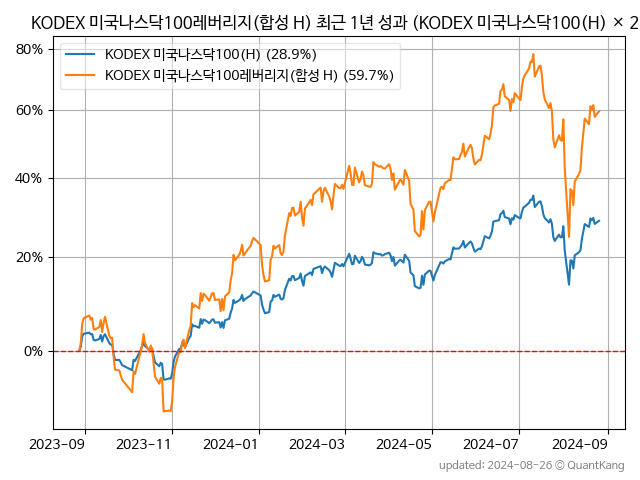 KODEX 미국나스닥100레버리지(합성 H) 최근 1년 성과 (KODEX 미국나스닥100(H) × 2
KODEX 미국나스닥100(H) (28.9%)
KODEX 미국나스닥100레버리지(합성 H) (59.7%)
80%
60%
40%
20%
0%
2023-09 2023-11 2024-01 2024-03 2024-05 2024-07 2024-09
updated: 2024-08-26 © QuantKang